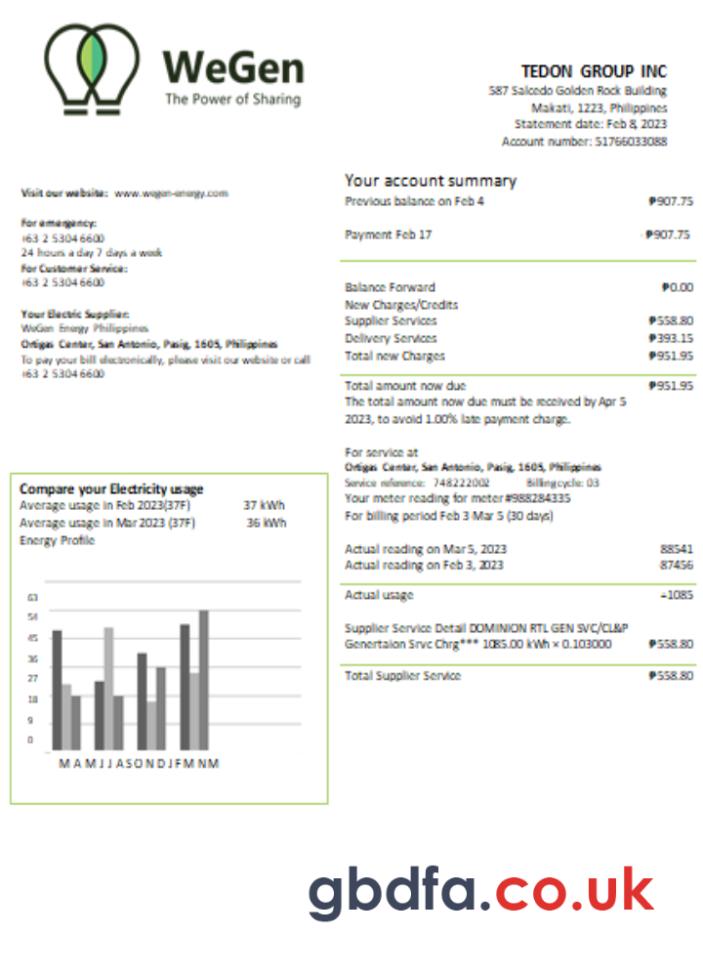 WeGen
The Power of Sharing
TEDON GROUP INC
587 Salcedo Golden Rock Building
Makati, 1223, Philippines
Statement date: Feb 8, 2023
Account number: 51766033088
Visit our website: www.wegen-energy.com
For emergency:
+63 2 5304 6600
24 hours a day 7 days a week
For Customer Service:
+63 2 5304 6600
Your Electric Supplier:
WeGen Energy Philippines
Ortigas Center, San Antonio, Pasig, 1605, Philippines
To pay your bill electronically, please visit our website or call
+63 2 5304 6600
Your account summary
Previous balance on Feb 4 ₱907.75
Payment Feb 17 -₱907.75
Balance Forward ₱0.00
New Charges/Credits
Supplier Services ₱558.80
Delivery Services ₱393.15
Total new Charges ₱951.95
Total amount now due ₱951.95
The total amount now due must be received by Apr 5
2023, to avoid 1.00% late payment charge.
For service at
Ortigas Center, San Antonio, Pasig, 1605, Philippines
Service reference: 748222002 Billing cycle: 03
Your meter reading for meter #988284335
For billing period Feb 3-Mar 5 (30 days)
Actual reading on Mar 5, 2023 88541
Actual reading on Feb 3, 2023 -87456
Actual usage =1085
Supplier Service Detail DOMINION RTL GEN SVC/CL&P
Genertaion Srvc Chrg*** 1085.00 kWh × 0.103000 ₱558.80
Total Supplier Service ₱558.80
Compare your Electricity usage
Average usage in Feb 2023(37F) 37 kWh
Average usage in Mar 2023 (37F) 36 kWh
Energy Profile
63
54
45
36
27
18
9
0
M A M J J A S O N D J F M N M
gbdfa.co.uk